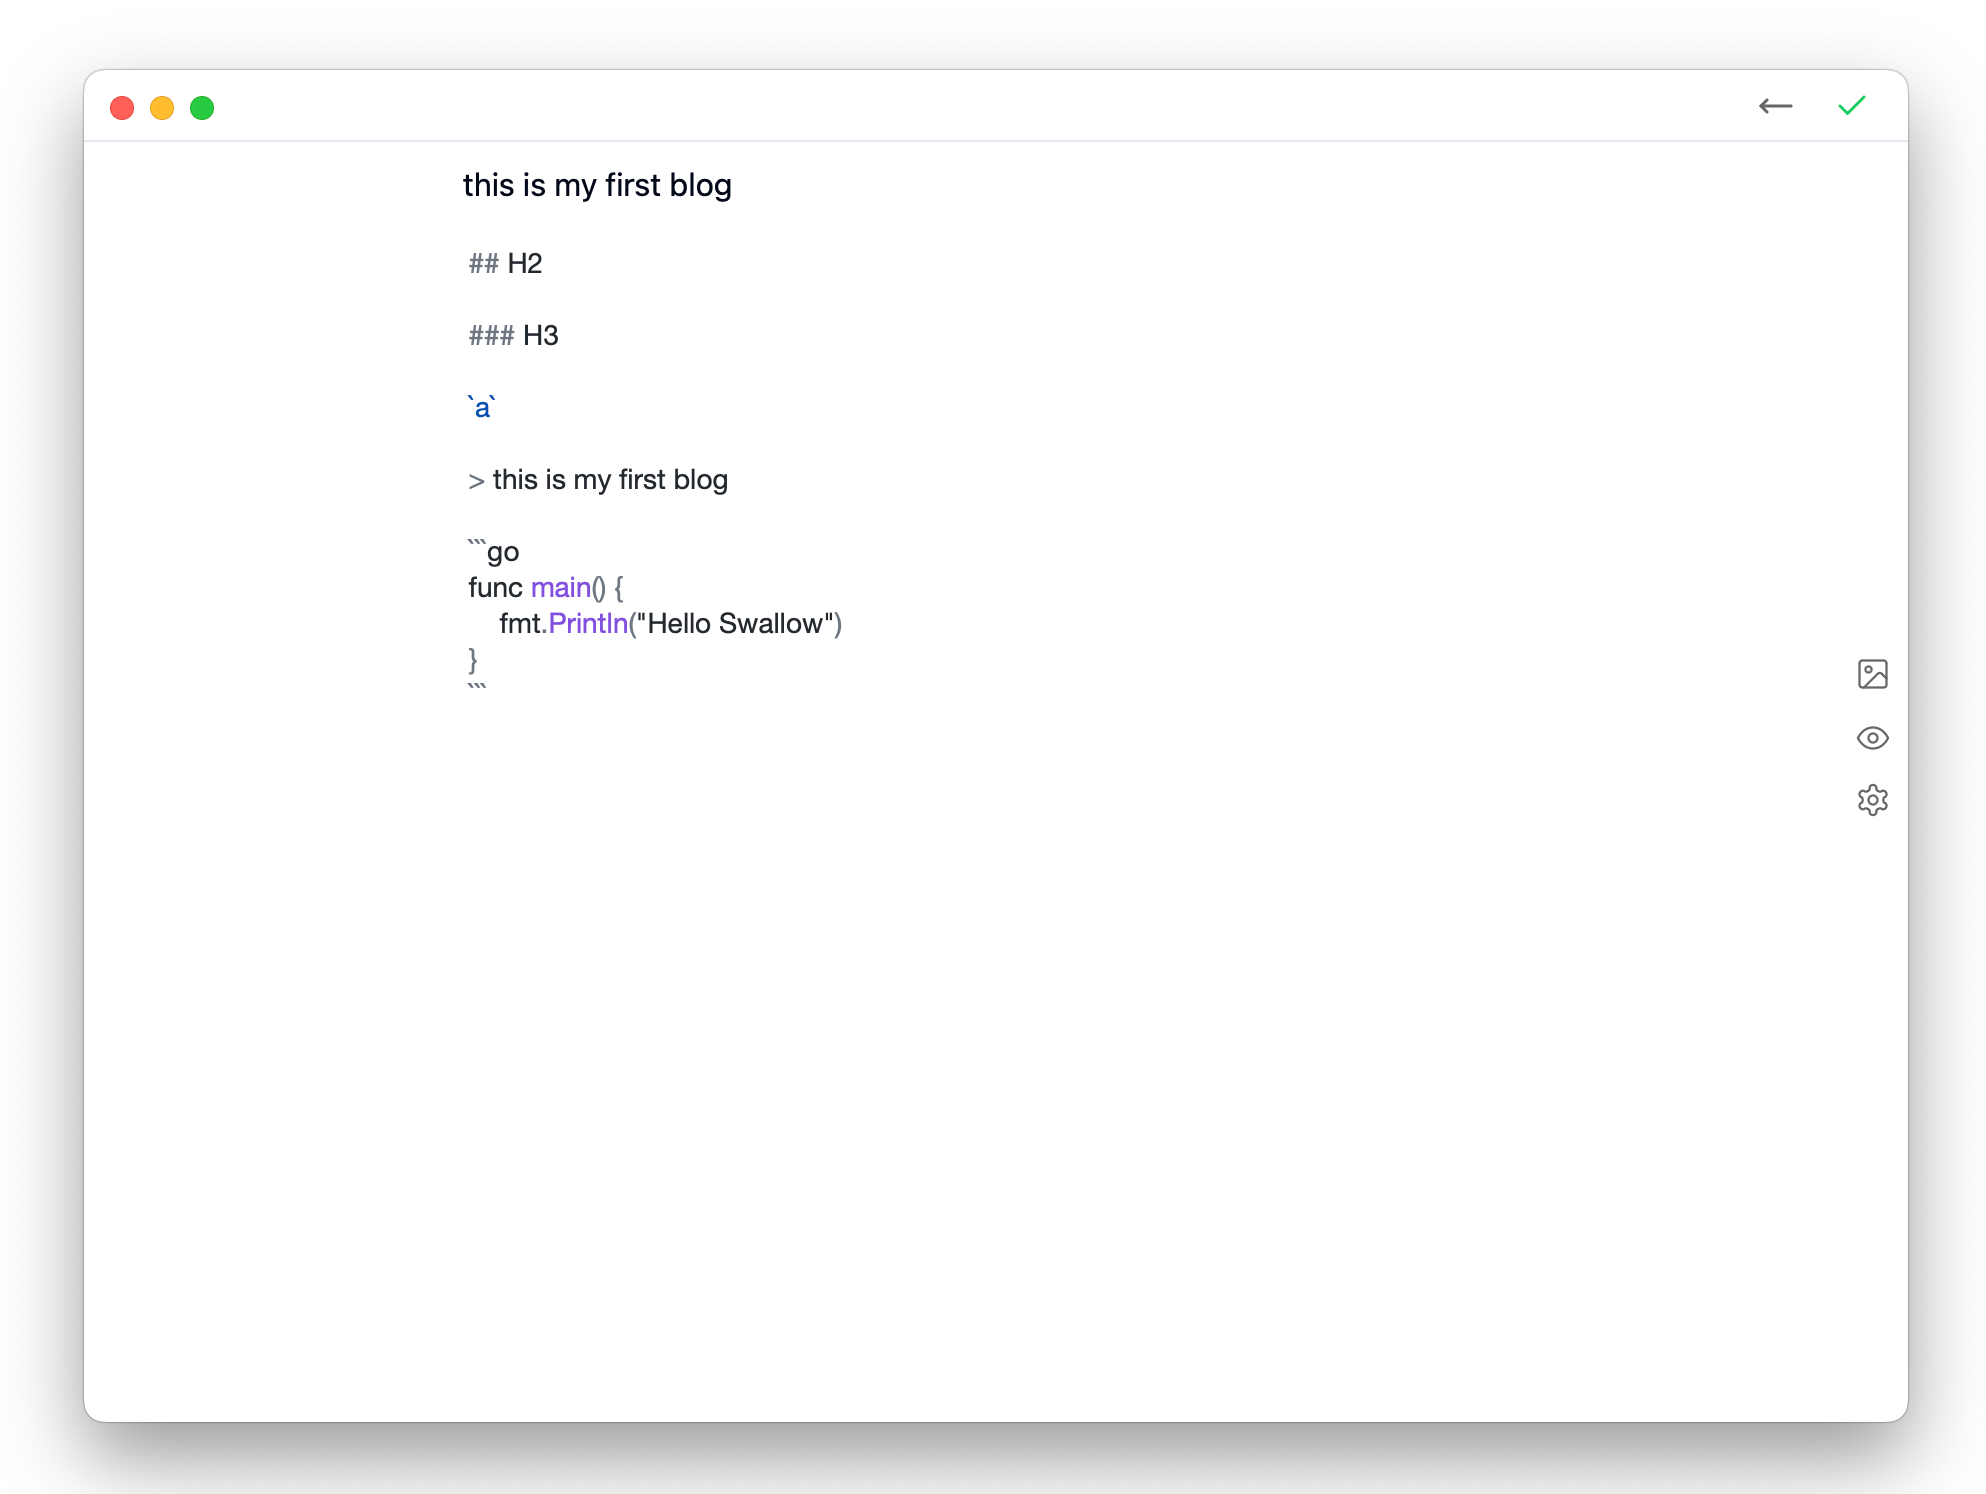 this is my first blog
## H2
### H3
`a`
> this is my first blog
```go
func main() {
    fmt.Println("Hello Swallow")
}
```